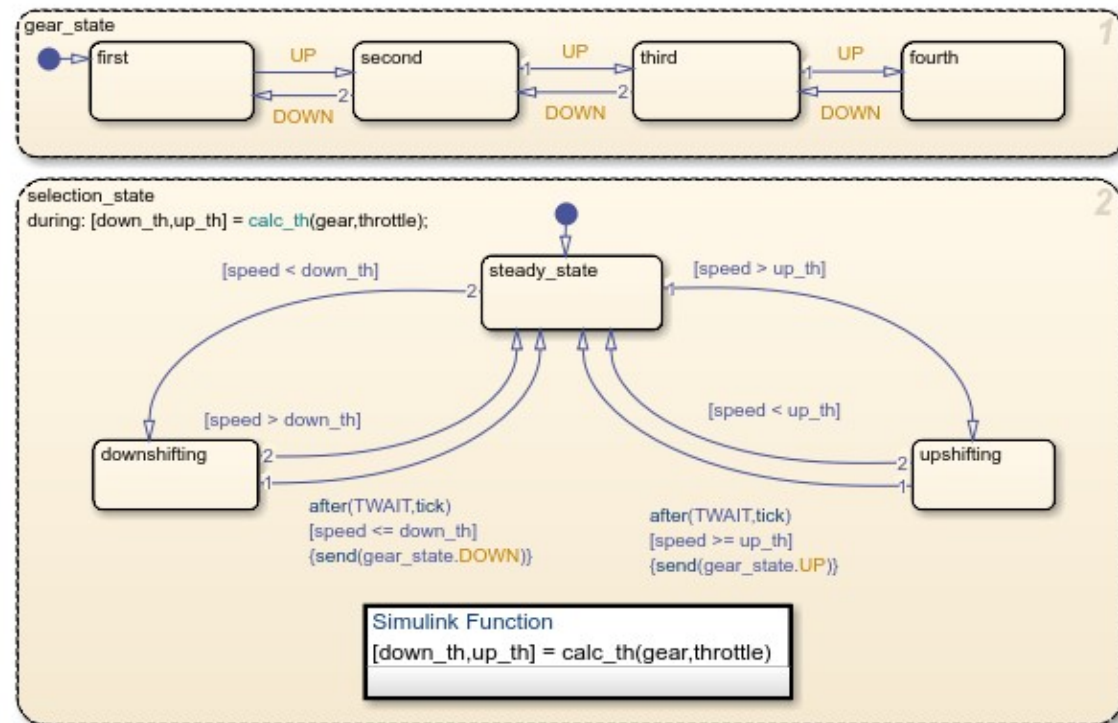 gear_state
1
first
UP
second
1
UP
third
1
UP
fourth
2
2
DOWN
DOWN
DOWN
selection_state
2
during: [down_th,up_th] = calc_th(gear,throttle);
[speed < down_th]
steady_state
[speed > up_th]
2
1
[speed > down_th]
[speed < up_th]
downshifting
2
1
upshifting
2
1
after(TWAIT,tick)
[speed <= down_th]
{send(gear_state.DOWN)}
after(TWAIT,tick)
[speed >= up_th]
{send(gear_state.UP)}
Simulink Function
[down_th,up_th] = calc_th(gear,throttle)